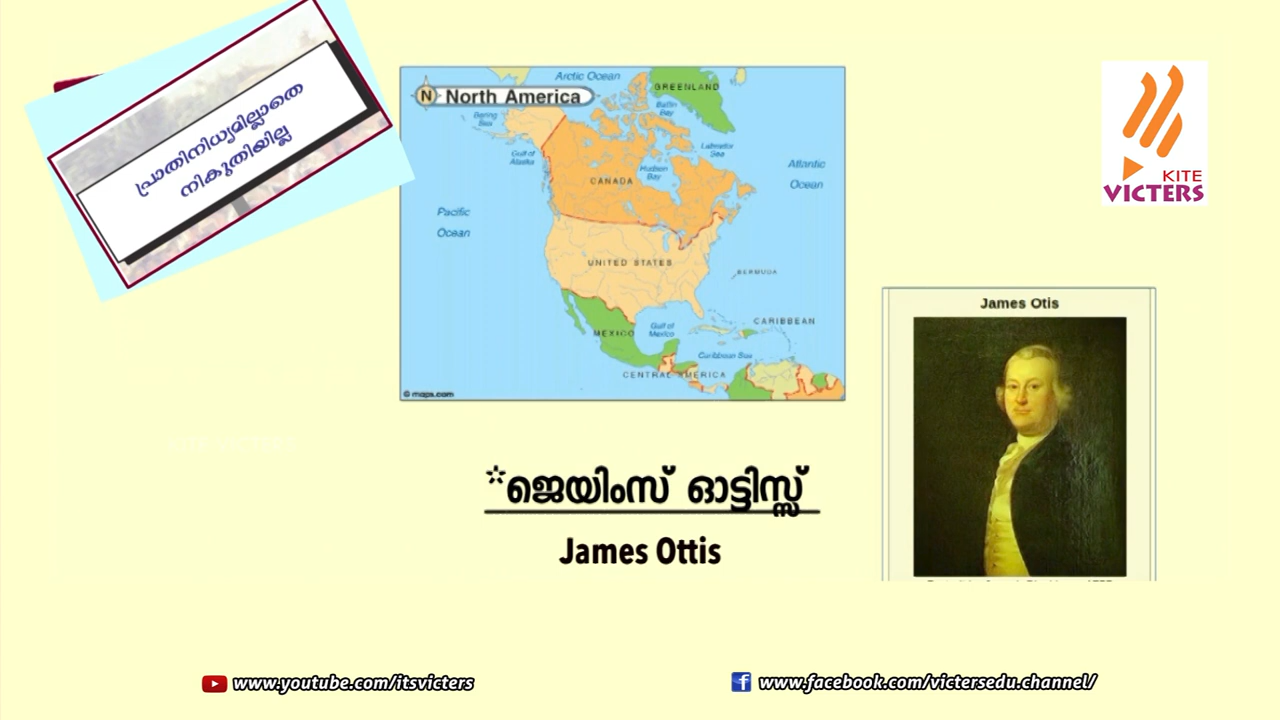 പ്രാതിനിധ്യമില്ലാതെ
നികുതിയില്ല
N North America
Arctic Ocean
GREENLAND
Bering
Sea
Baffin
Bay
Gulf of
Alaska
Labrador
Sea
Hudson
Bay
CANADA
Atlantic
Ocean
Pacific
Ocean
UNITED STATES
BERMUDA
MEXICO
Gulf of
Mexico
CARIBBEAN
Caribbean Sea
CENTRAL AMERICA
© maps.com
KITE
VICTERS
James Otis
*ജെയിംസ് ഓട്ടിസ്സ്
James Ottis
www.youtube.com/itsvicters
www.facebook.com/victersedu.channel/